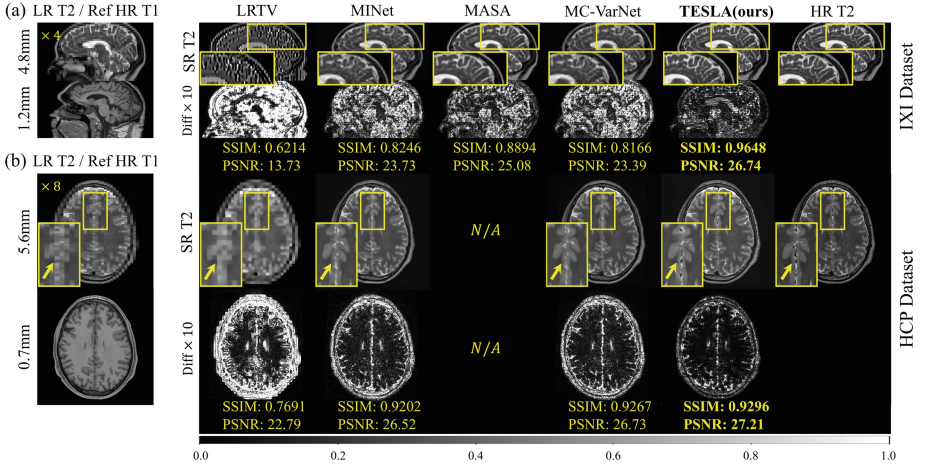 (a) LR T2 / Ref HR T1
LRTV MINet MASA MC-VarNet TESLA(ours) HR T2
4.8mm
× 4
1.2mm
SR T2
Diff × 10
IXI Dataset
SSIM: 0.6214 SSIM: 0.8246 SSIM: 0.8894 SSIM: 0.8166 SSIM: 0.9648
PSNR: 13.73 PSNR: 23.73 PSNR: 25.08 PSNR: 23.39 PSNR: 26.74
(b) LR T2 / Ref HR T1
× 8
5.6mm
0.7mm
SR T2
N/A
Diff × 10
N/A
HCP Dataset
SSIM: 0.7691 SSIM: 0.9202 SSIM: 0.9267 SSIM: 0.9296
PSNR: 22.79 PSNR: 26.52 PSNR: 26.73 PSNR: 27.21
0.0 0.2 0.4 0.6 0.8 1.0